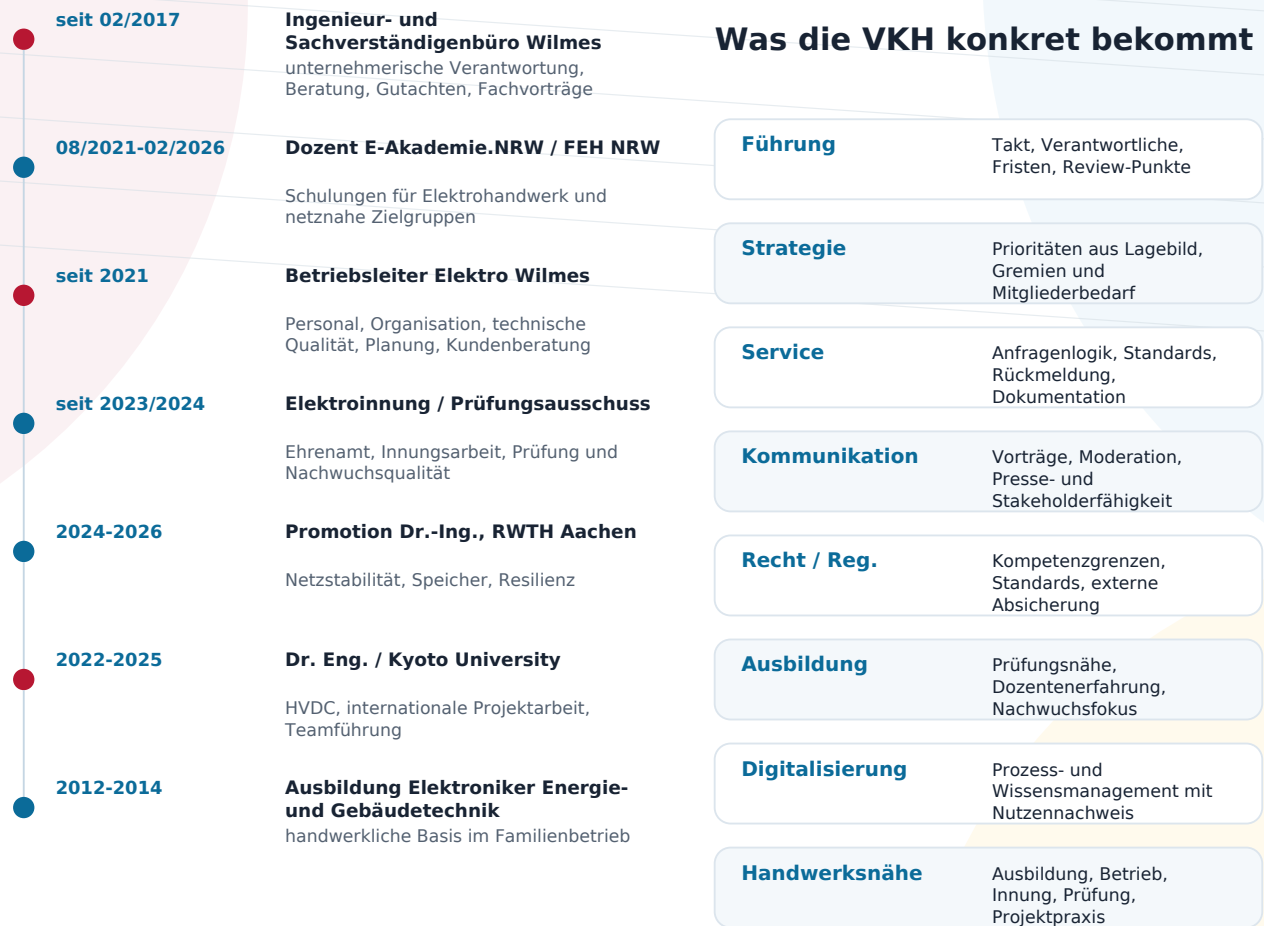 seit 02/2017
Ingenieur- und
Sachverständigenbüro Wilmes
unternehmerische Verantwortung,
Beratung, Gutachten, Fachvorträge
08/2021-02/2026
Dozent E-Akademie.NRW / FEH NRW
Schulungen für Elektrohandwerk und
netznahe Zielgruppen
seit 2021
Betriebsleiter Elektro Wilmes
Personal, Organisation, technische
Qualität, Planung, Kundenberatung
seit 2023/2024
Elektroinnung / Prüfungsausschuss
Ehrenamt, Innungsarbeit, Prüfung und
Nachwuchsqualität
2024-2026
Promotion Dr.-Ing., RWTH Aachen
Netzstabilität, Speicher, Resilienz
2022-2025
Dr. Eng. / Kyoto University
HVDC, internationale Projektarbeit,
Teamführung
2012-2014
Ausbildung Elektroniker Energie-
und Gebäudetechnik
handwerkliche Basis im Familienbetrieb
Was die VKH konkret bekommt
Führung
Takt, Verantwortliche,
Fristen, Review-Punkte
Strategie
Prioritäten aus Lagebild,
Gremien und
Mitgliederbedarf
Service
Anfragenlogik, Standards,
Rückmeldung,
Dokumentation
Kommunikation
Vorträge, Moderation,
Presse- und
Stakeholderfähigkeit
Recht / Reg.
Kompetenzgrenzen,
Standards, externe
Absicherung
Ausbildung
Prüfungsnähe,
Dozentenerfahrung,
Nachwuchsfokus
Digitalisierung
Prozess- und
Wissensmanagement mit
Nutzennachweis
Handwerksnähe
Ausbildung, Betrieb,
Innung, Prüfung,
Projektpraxis